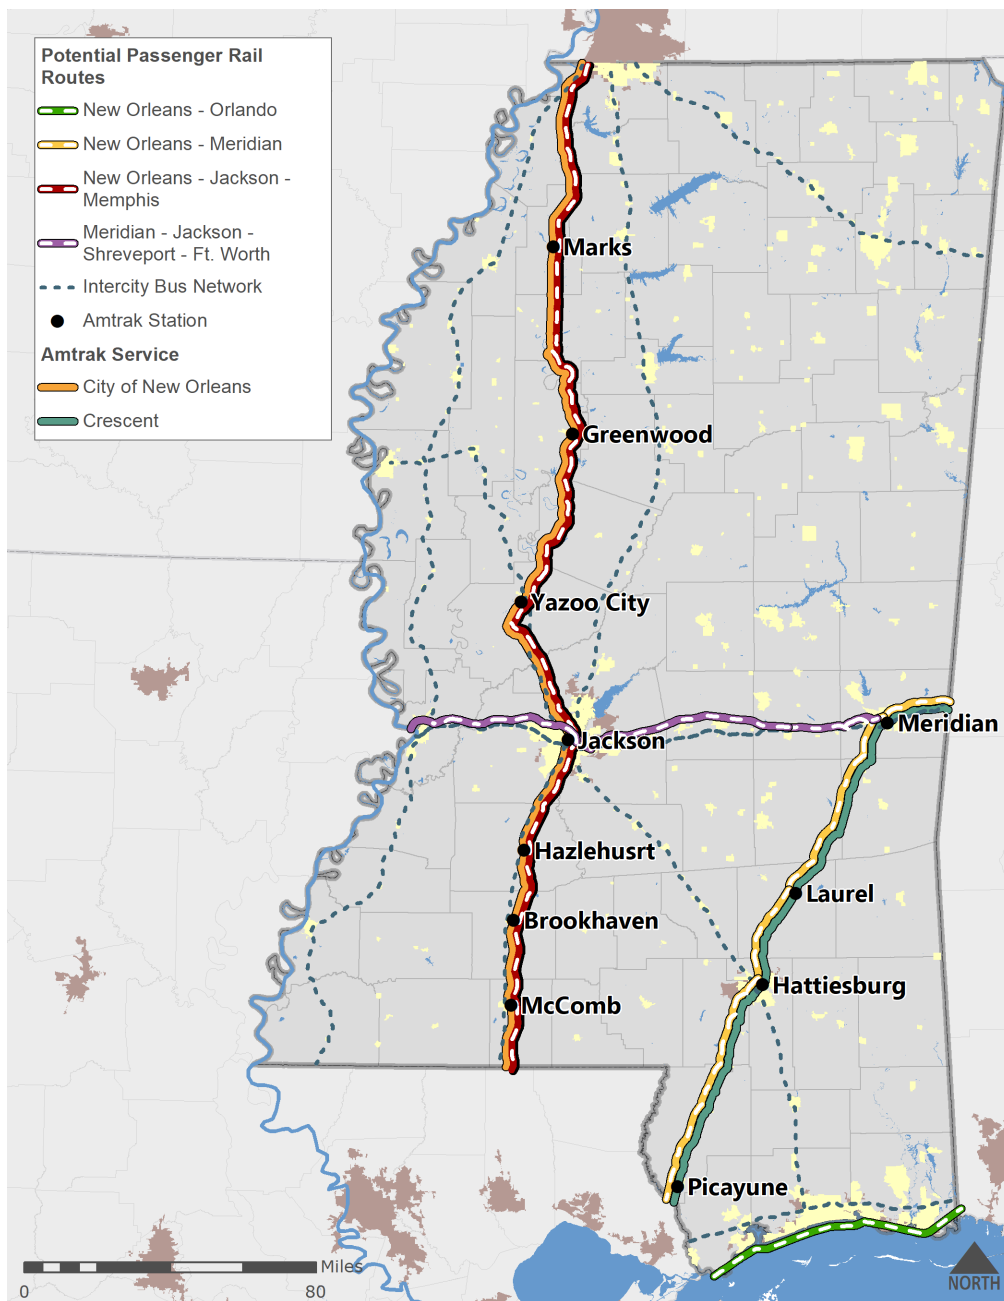 Potential Passenger Rail
Routes
New Orleans - Orlando
New Orleans - Meridian
New Orleans - Jackson -
Memphis
Meridian - Jackson -
Shreveport - Ft. Worth
Intercity Bus Network
Amtrak Station
Amtrak Service
City of New Orleans
Crescent
Marks
Greenwood
Yazoo City
Meridian
Jackson
Hazlehusrt
Laurel
Brookhaven
Hattiesburg
McComb
Picayune
Miles
0 80
NORTH